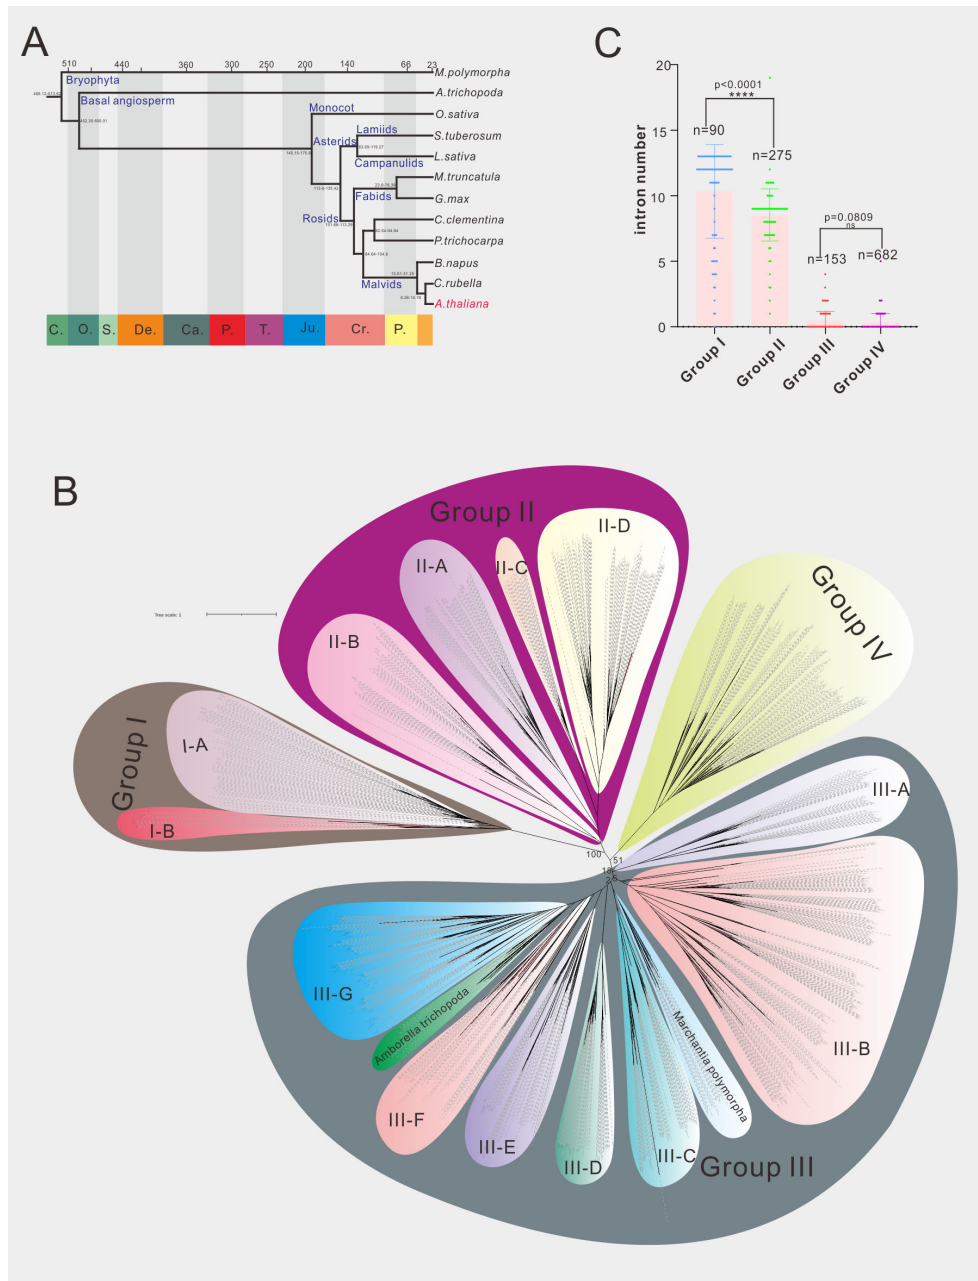 A
510
440
360
300
250
200
140
66
23
M.polymorpha
Bryophyta
A.trichopoda
Basal angiosperm
Monocot
O.sativa
Lamiids
S.tuberosum
Asterids
L.sativa
Campanulids
M.truncatula
Fabids
G.max
Rosids
C.clementina
P.trichocarpa
B.napus
Malvids
C.rubella
A.thaliana
C. O. S. De. Ca. P. T. Ju. Cr. P.
C
intron number
20
15
10
5
0
p<0.0001
****
n=90
n=275
p=0.0809
ns
n=153
n=682
Group I
Group II
Group III
Group IV
B
Tree scale: 1
Group II
II-D
II-A
II-C
II-B
Group IV
Group I
I-A
I-B
III-A
100
51
III-B
III-G
Amborella trichopoda
Marchantia polymorpha
III-F
III-E
III-D
III-C
Group III